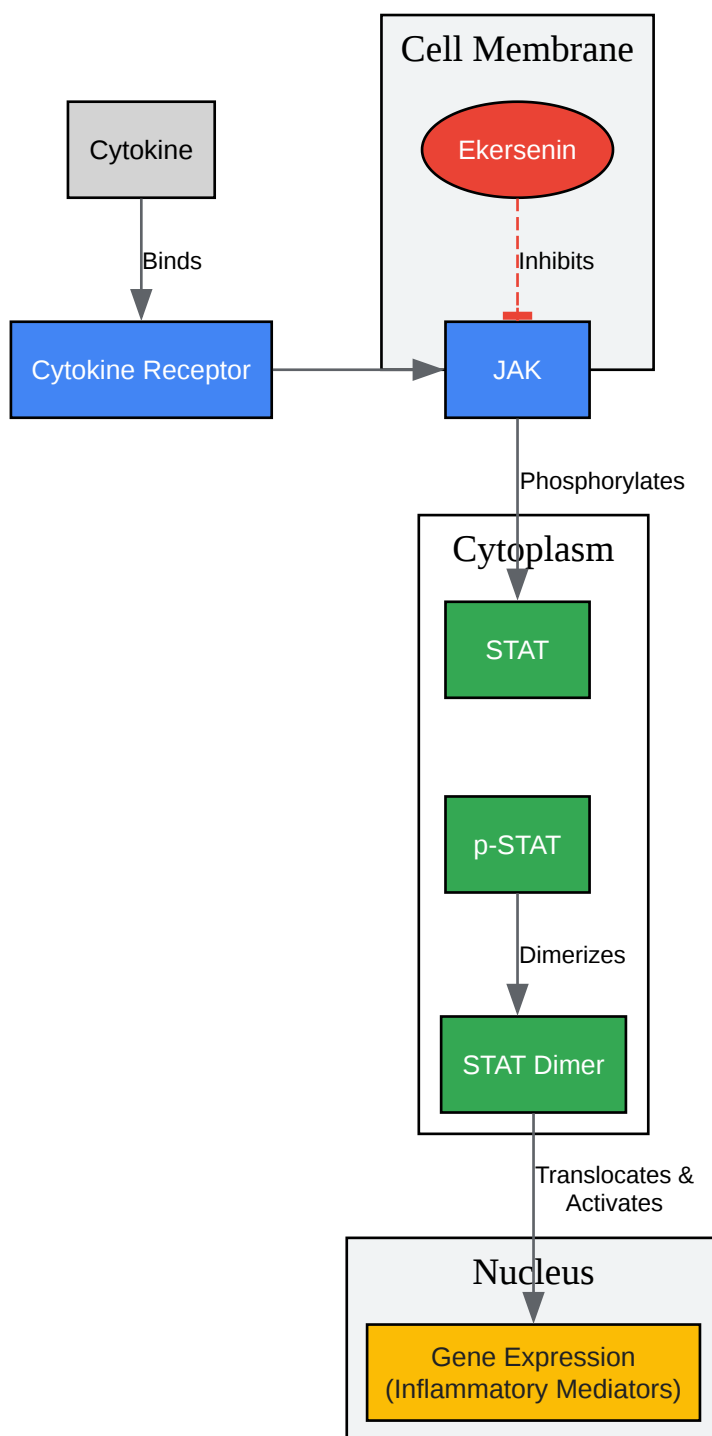 Cell Membrane
Cytokine
Ekersenin
Binds
Inhibits
Cytokine Receptor
JAK
Phosphorylates
Cytoplasm
STAT
p-STAT
Dimerizes
STAT Dimer
Translocates &
Activates
Nucleus
Gene Expression
(Inflammatory Mediators)